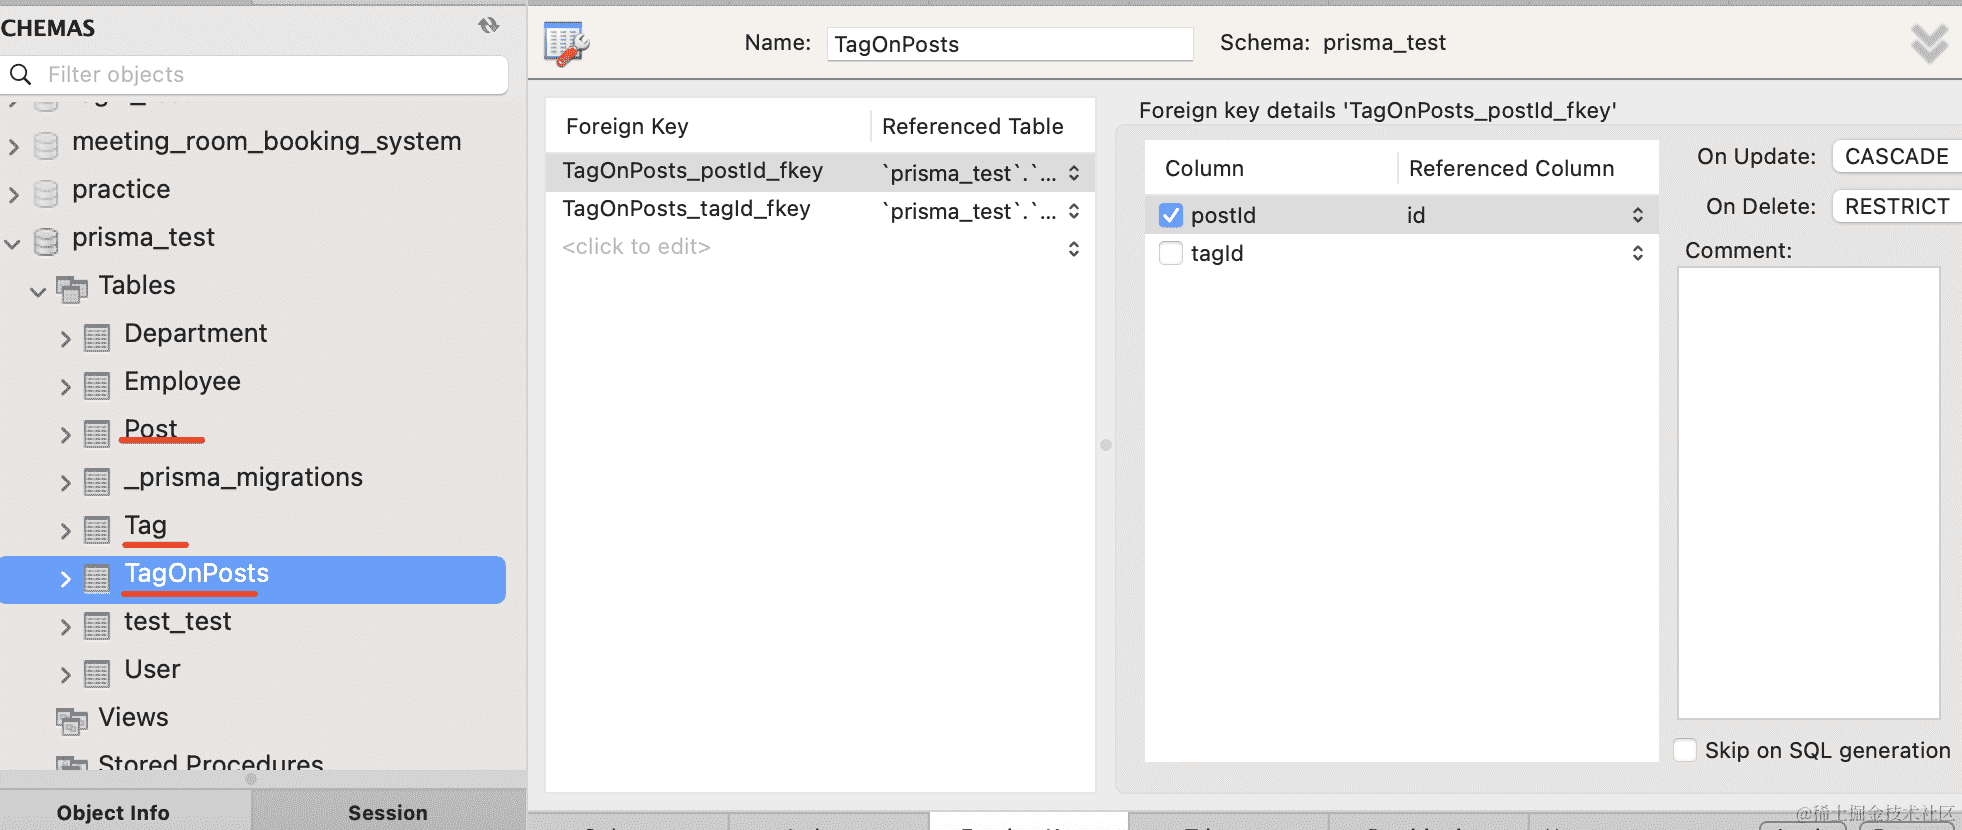 CHEMAS
Filter objects
meeting_room_booking_system
practice
prisma_test
Tables
Department
Employee
Post
_prisma_migrations
Tag
TagOnPosts
test_test
User
Views
Stored Procedures
Object Info Session
Name: TagOnPosts Schema: prisma_test
Foreign Key Referenced Table
TagOnPosts_postId_fkey `prisma_test`.`...
TagOnPosts_tagId_fkey `prisma_test`.`...
<click to edit>
Foreign key details 'TagOnPosts_postId_fkey'
Column Referenced Column
postId id
tagId
On Update: CASCADE
On Delete: RESTRICT
Comment:
Skip on SQL generation
@稀土掘金技术社区